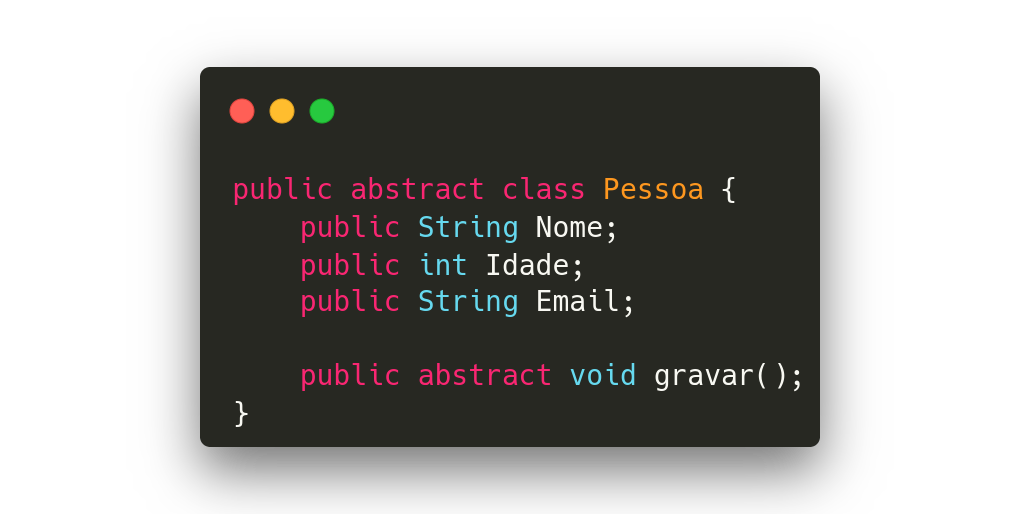 public abstract class Pessoa {
    public String Nome;
    public int Idade;
    public String Email;
    public abstract void gravar();
}